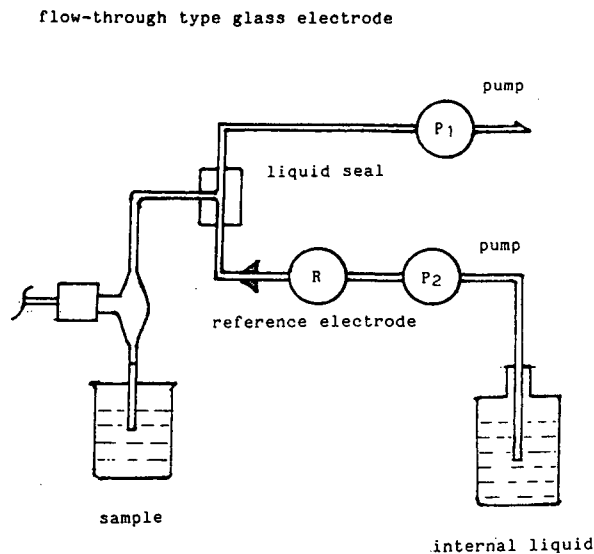 flow-through type glass electrode
pump
P1
liquid seal
pump
R
P2
reference electrode
sample
internal liquid